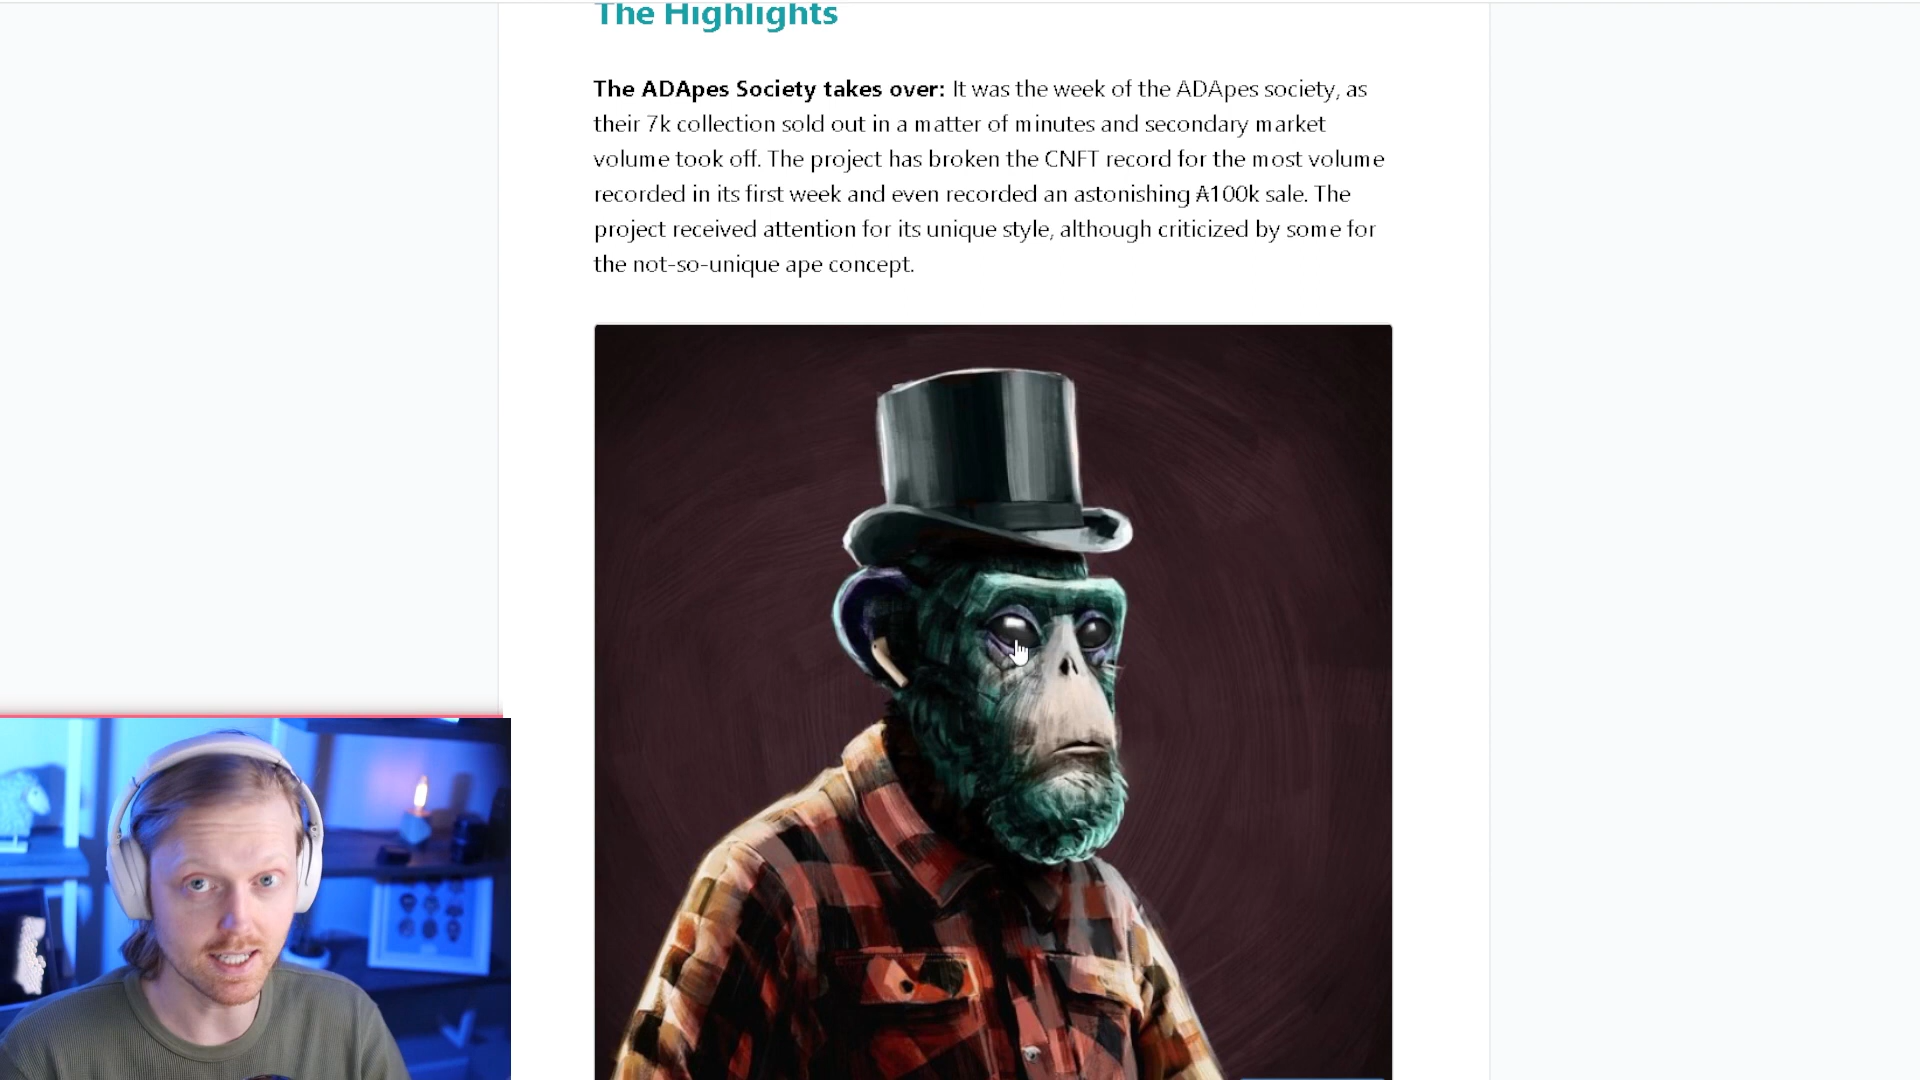 The Highlights
The ADApes Society takes over: It was the week of the ADApes society, as
their 7k collection sold out in a matter of minutes and secondary market
volume took off. The project has broken the CNFT record for the most volume
recorded in its first week and even recorded an astonishing ₳100k sale. The
project received attention for its unique style, although criticized by some for
the not-so-unique ape concept.